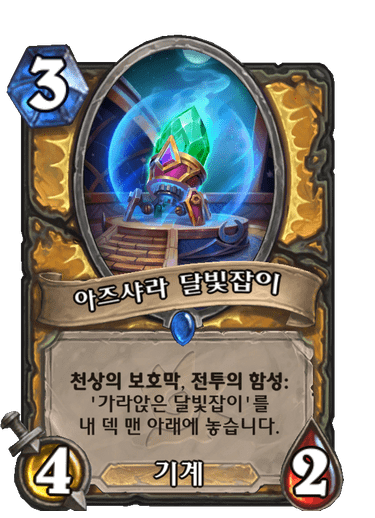 3
아즈샤라 달빛잡이
천상의 보호막, 전투의 함성:
'가라앉은 달빛잡이'를
내 덱 맨 아래에 놓습니다.
4
기계
2